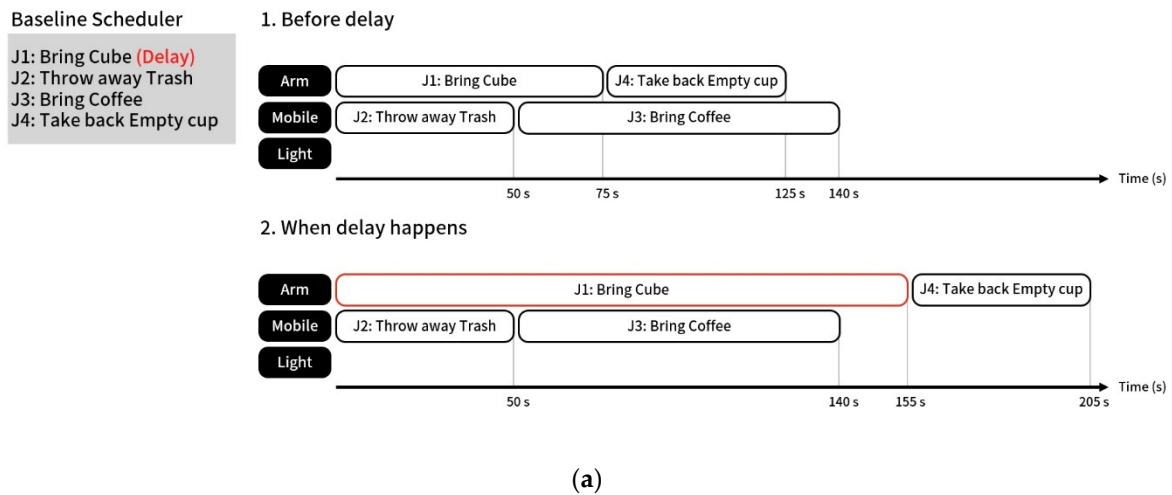 Baseline Scheduler
J1: Bring Cube (Delay)
J2: Throw away Trash
J3: Bring Coffee
J4: Take back Empty cup
1. Before delay
Arm
J1: Bring Cube
J4: Take back Empty cup
Mobile
J2: Throw away Trash
J3: Bring Coffee
Light
Time (s)
50 s
75 s
125 s
140 s
2. When delay happens
Arm
J1: Bring Cube
J4: Take back Empty cup
Mobile
J2: Throw away Trash
J3: Bring Coffee
Light
Time (s)
50 s
140 s
155 s
205 s
(a)